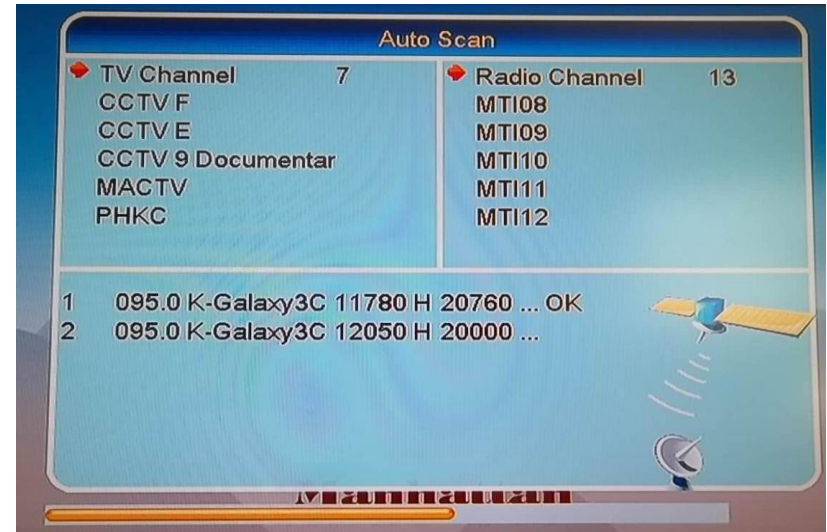 Auto Scan
TV Channel 7
CCTV F
CCTV E
CCTV 9 Documentar
MACTV
PHKC
Radio Channel 13
MTI08
MTI09
MTI10
MTI11
MTI12
1 095.0 K-Galaxy3C 11780 H 20760 ... OK
2 095.0 K-Galaxy3C 12050 H 20000 ...
Manhattan